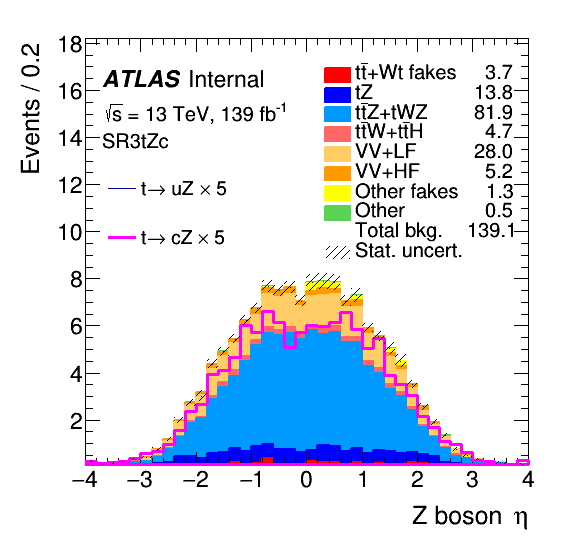 ATLAS Internal
√s = 13 TeV, 139 fb⁻¹
SR3tZc
t→ uZ × 5
t→ cZ × 5
tt̄+Wt fakes 3.7
tZ 13.8
tt̄Z+tWZ 81.9
tt̄W+tt̄H 4.7
VV+LF 28.0
VV+HF 5.2
Other fakes 1.3
Other 0.5
Total bkg. 139.1
Stat. uncert.
Events / 0.2
18
16
14
12
10
8
6
4
2
−4 −3 −2 −1 0 1 2 3 4
Z boson η